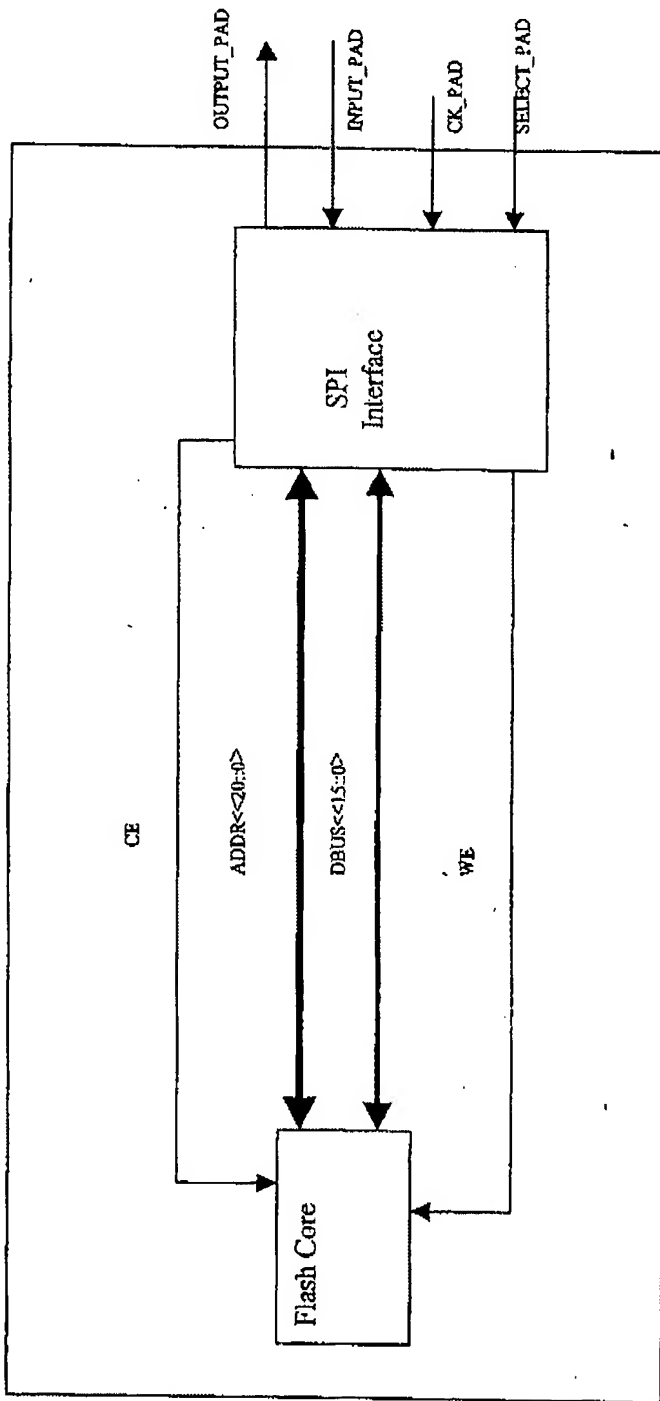 OUTPUT_PAD
INPUT_PAD
CK_PAD
SELECT_PAD
SPI
Interface
CE
ADDR<<20::0>
DBUS<<15::0>
WE
Flash Core